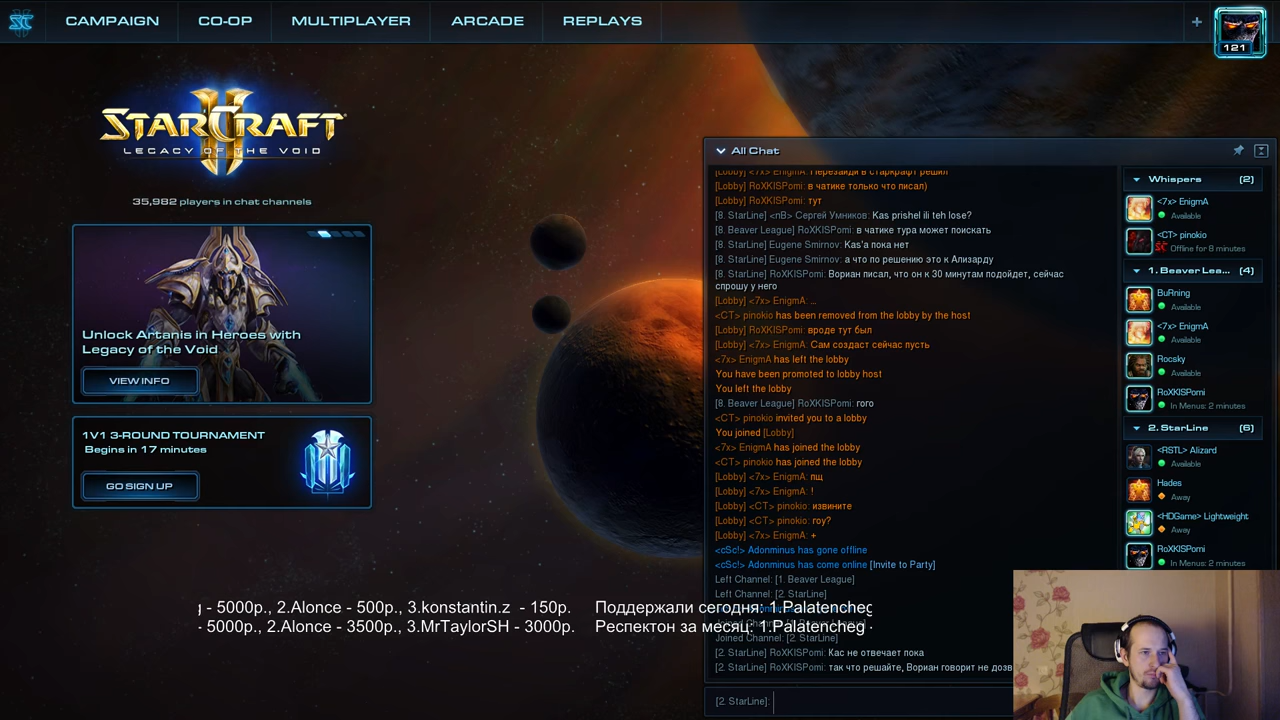 CAMPAIGN
CO-OP
MULTIPLAYER
ARCADE
REPLAYS
121
STARCRAFT II
LEGACY OF THE VOID
35,982 players in chat channels
Unlock Artanis in Heroes with
Legacy of the Void
VIEW INFO
1V1 3-ROUND TOURNAMENT
Begins in 17 minutes
GO SIGN UP
All Chat
[Lobby] <7x> EnigmA: Перезайди в старкрафт решил
[Lobby] RoXKISPomi: в чатике только что писал)
[Lobby] RoXKISPomi: тут
[8. StarLine] <nB> Сергей Умников: Kas prishel ili teh lose?
[8. Beaver League] RoXKISPomi: в чатике тура может поискать
[8. StarLine] Eugene Smirnov: Kas'a пока нет
[8. StarLine] Eugene Smirnov: а что по решению это к Ализарду
[8. StarLine] RoXKISPomi: Вориан писал, что он к 30 минутам подойдет, сейчас
спрошу у него
[Lobby] <7x> EnigmA: ...
<CT> pinokio has been removed from the lobby by the host
[Lobby] RoXKISPomi: вроде тут был
[Lobby] <7x> EnigmA: Сам создаст сейчас пусть
<7x> EnigmA has left the lobby
You have been promoted to lobby host
You left the lobby
[8. Beaver League] RoXKISPomi: гого
<CT> pinokio invited you to a lobby
You joined [Lobby]
<7x> EnigmA has joined the lobby
<CT> pinokio has joined the lobby
[Lobby] <7x> EnigmA: пщ
[Lobby] <7x> EnigmA: !
[Lobby] <CT> pinokio: извините
[Lobby] <CT> pinokio: гоу?
[Lobby] <7x> EnigmA: +
<cSc!> Adonminus has gone offline
<cSc!> Adonminus has come online [Invite to Party]
Left Channel: [1. Beaver League]
Left Channel: [2. StarLine]
Joined Channel: [2. StarLine]
[2. StarLine] RoXKISPomi: Кас не отвечает пока
[2. StarLine] RoXKISPomi: так что решайте, Вориан говорит не дозв
[2. StarLine]:
Whispers (2)
<7x> EnigmA
Available
<CT> pinokio
Offline for 8 minutes
1. Beaver Lea... (4)
BuRning
Available
<7x> EnigmA
Available
Rocsky
Available
RoXKISPomi
In Menus: 2 minutes
2. StarLine (6)
<RSTL> Alizard
Available
Hades
Away
<HDGame> Lightweight
Away
RoXKISPomi
In Menus: 2 minutes
- 5000р., 2.Alonce - 500р., 3.konstantin.z - 150р. Поддержали сегодня: 1.Palatencheg
- 5000р., 2.Alonce - 3500р., 3.MrTaylorSH - 3000р. Респектон за месяц: 1.Palatencheg -